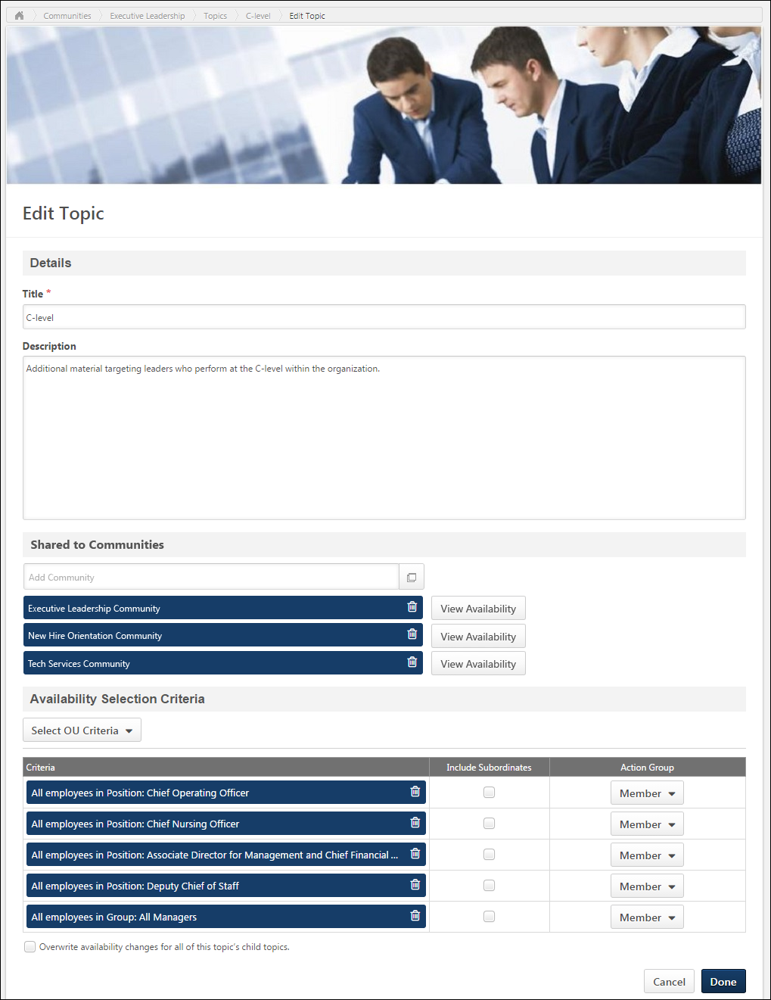 Communities Executive Leadership Topics C-level Edit Topic
Edit Topic
Details
Title *
C-level
Description
Additional material targeting leaders who perform at the C-level within the organization.
Shared to Communities
Add Community
Executive Leadership Community View Availability
New Hire Orientation Community View Availability
Tech Services Community View Availability
Availability Selection Criteria
Select OU Criteria
Criteria Include Subordinates Action Group
All employees in Position: Chief Operating Officer Member
All employees in Position: Chief Nursing Officer Member
All employees in Position: Associate Director for Management and Chief Financial ... Member
All employees in Position: Deputy Chief of Staff Member
All employees in Group: All Managers Member
Overwrite availability changes for all of this topic's child topics.
Cancel Done